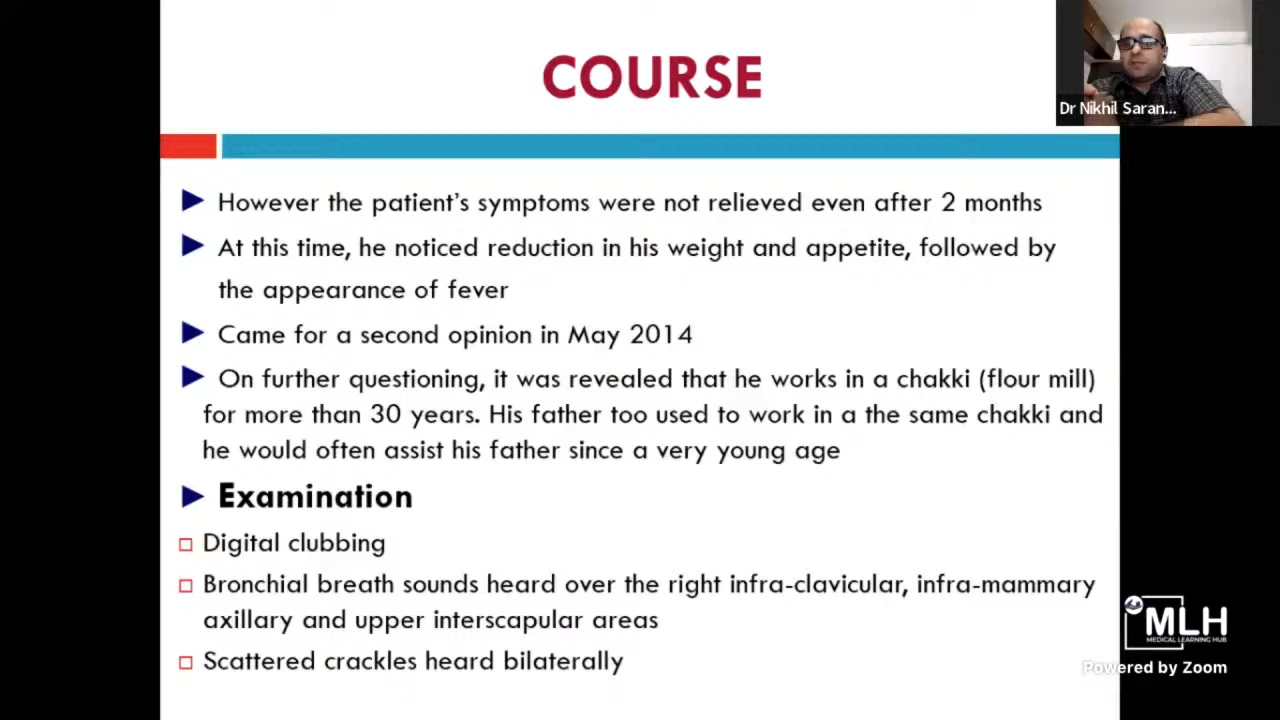 COURSE
Dr Nikhil Saran...
However the patient's symptoms were not relieved even after 2 months
At this time, he noticed reduction in his weight and appetite, followed by
the appearance of fever
Came for a second opinion in May 2014
On further questioning, it was revealed that he works in a chakki (flour mill)
for more than 30 years. His father too used to work in a the same chakki and
he would often assist his father since a very young age
Examination
Digital clubbing
Bronchial breath sounds heard over the right infra-clavicular, infra-mammary
axillary and upper interscapular areas
Scattered crackles heard bilaterally
MLH
MEDICAL LEARNING HUB
Powered by Zoom